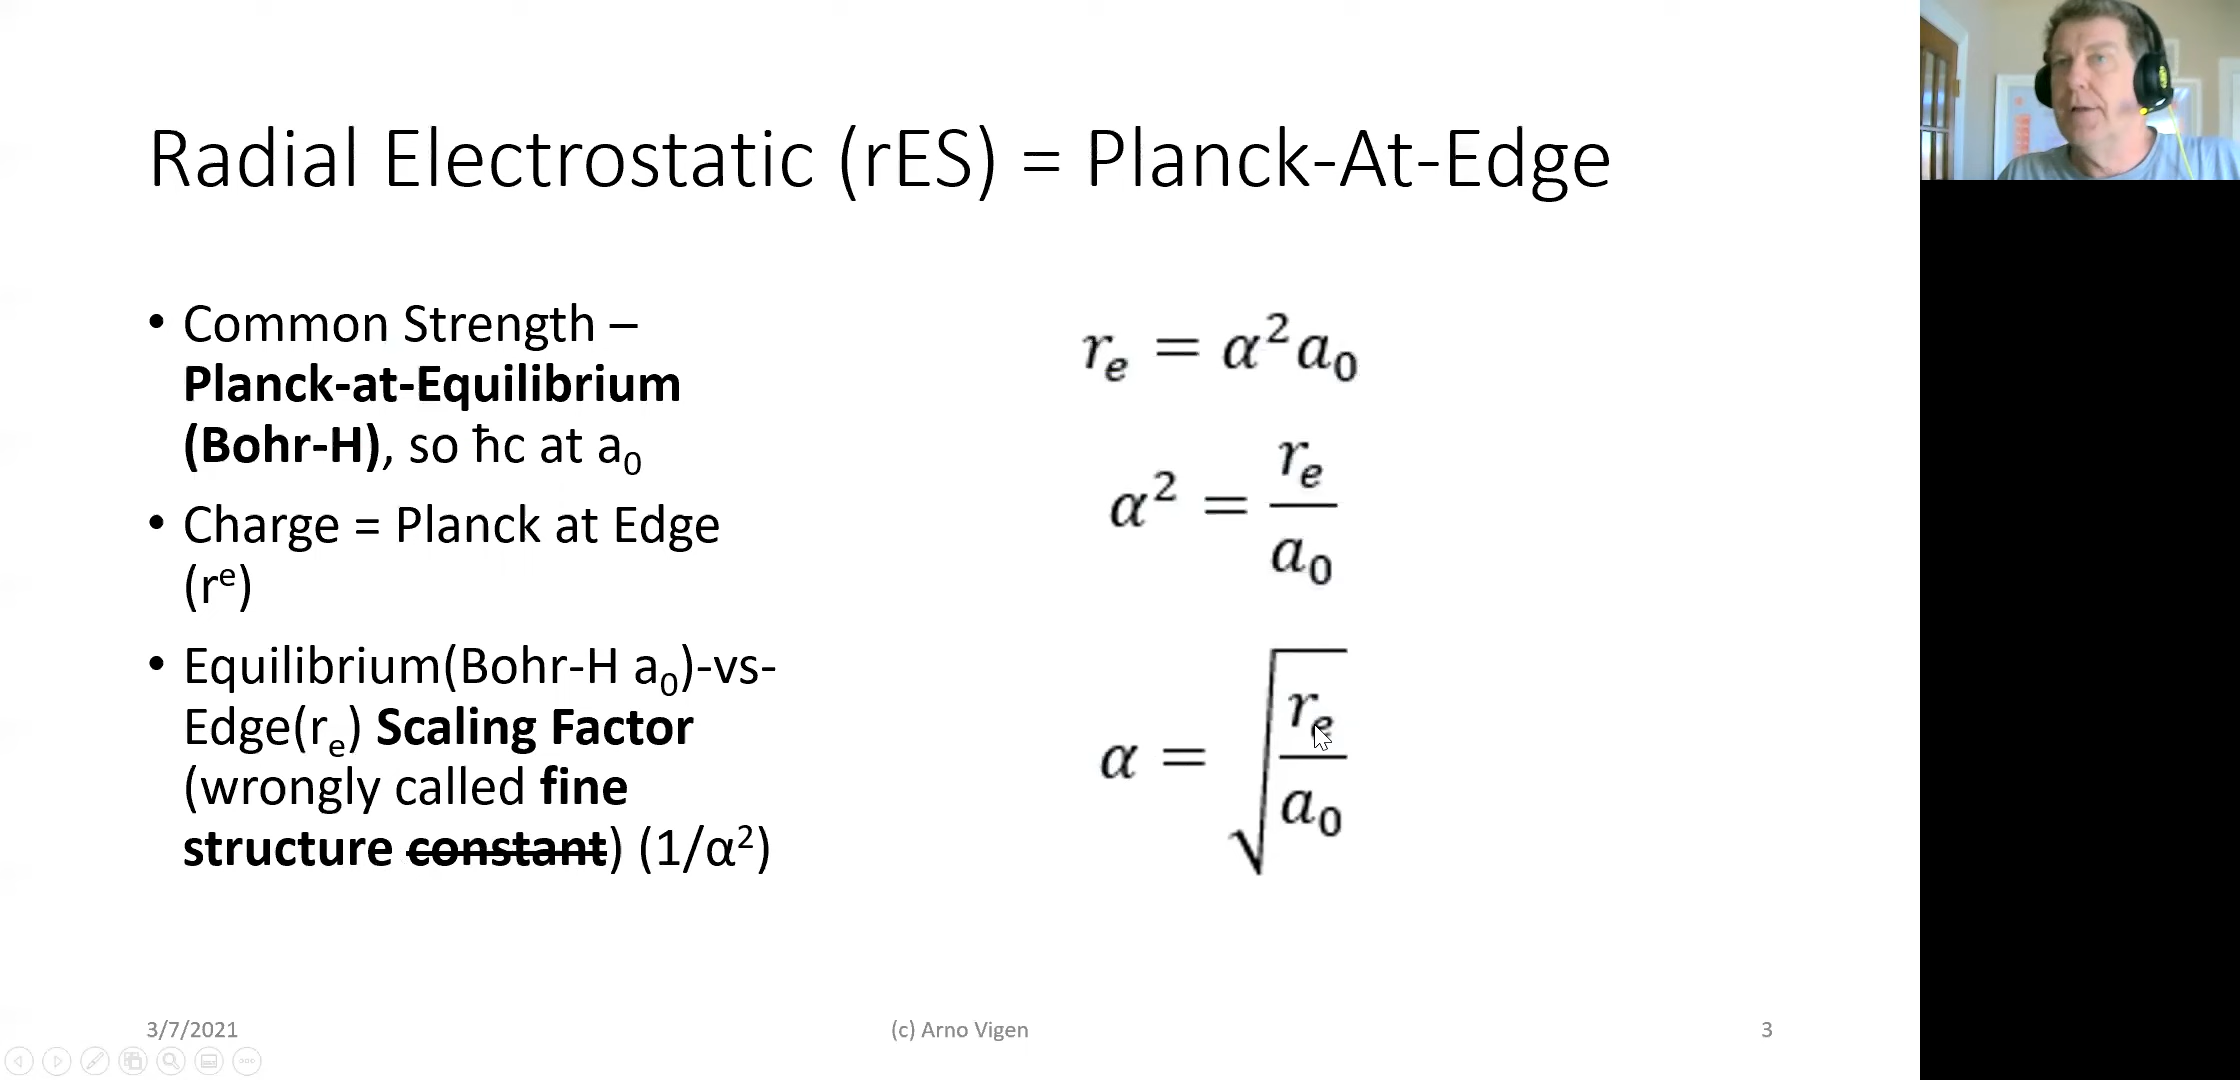 Radial Electrostatic (rES) = Planck-At-Edge
• Common Strength –
Planck-at-Equilibrium
(Bohr-H), so ħc at a₀
• Charge = Planck at Edge
(rᵉ)
• Equilibrium(Bohr-H a₀)-vs-
Edge(rₑ) Scaling Factor
(wrongly called fine
structure constant) (1/α²)
rₑ = α²a₀
α² = rₑ/a₀
α = √(rₑ/a₀)
3/7/2021
(c) Arno Vigen
3